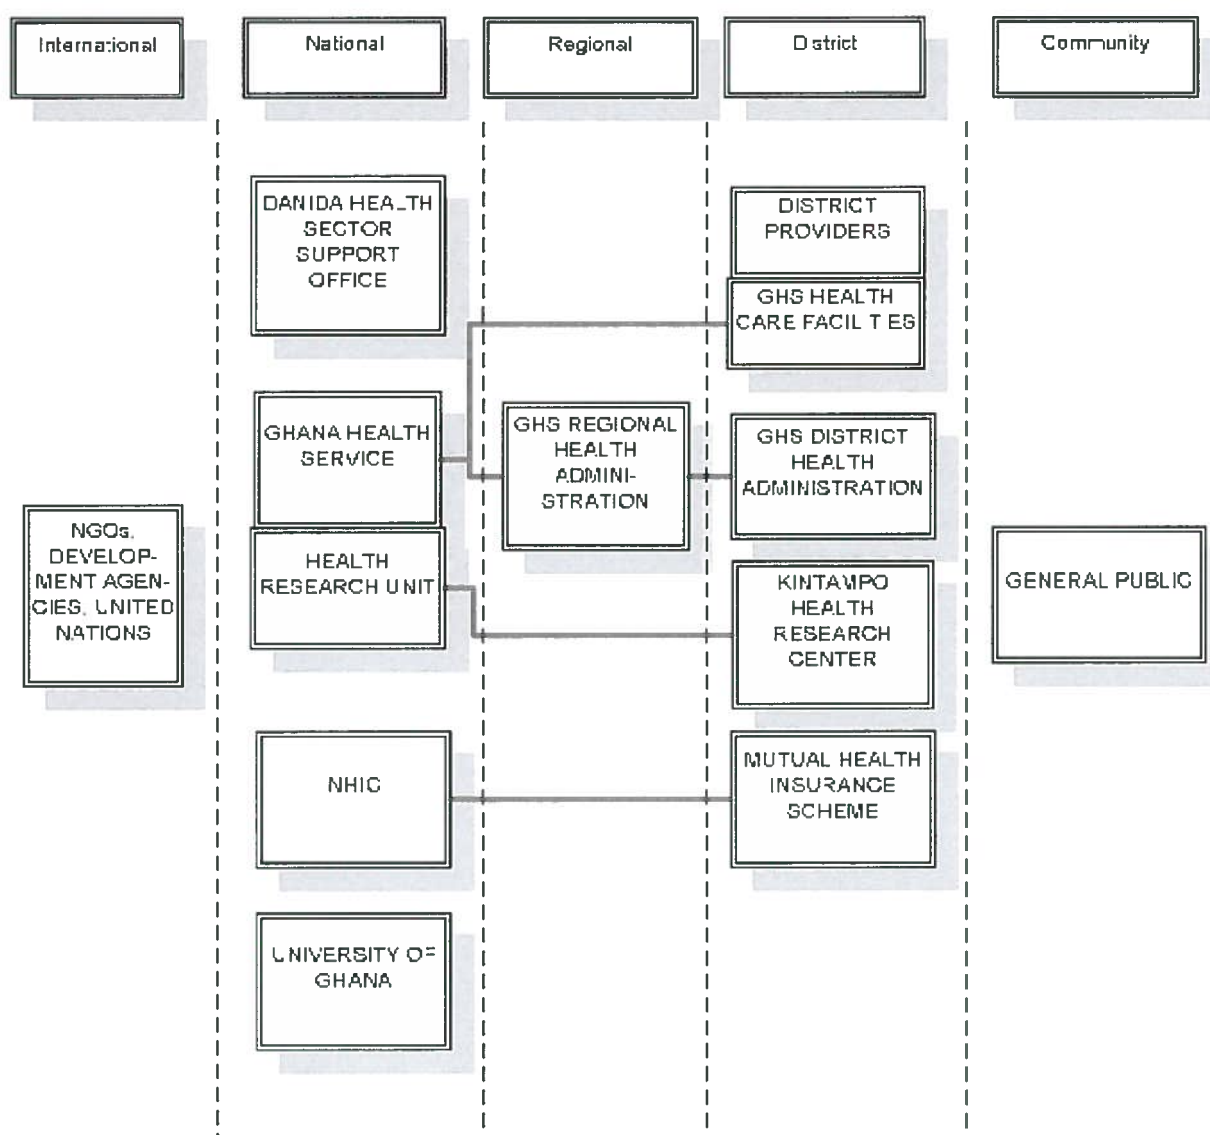 International
National
Regional
District
Community
DANIDA HEALTH
SECTOR
SUPPORT
OFFICE
DISTRICT
PROVIDERS
GHS HEALTH
CARE FACILITIES
GHANA HEALTH
SERVICE
GHS REGIONAL
HEALTH
ADMINI-
STRATION
GHS DISTRICT
HEALTH
ADMINISTRATION
NGOs,
DEVELOP-
MENT AGEN-
CIES, UNITED
NATIONS
HEALTH
RESEARCH UNIT
KINTAMPO
HEALTH
RESEARCH
CENTER
GENERAL PUBLIC
NHIC
MUTUAL HEALTH
INSURANCE
SCHEME
UNIVERSITY OF
GHANA